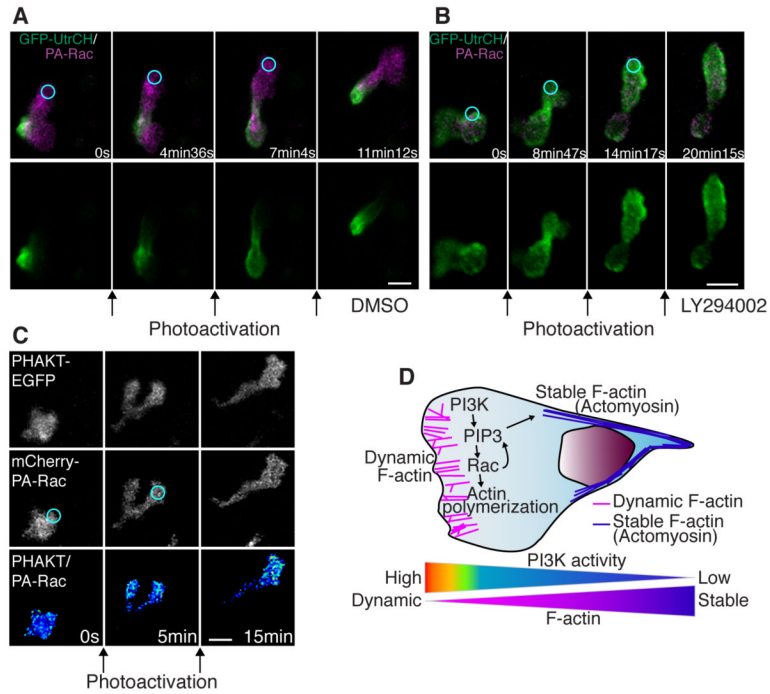 A
GFP-UtrCH/
PA-Rac
0s
4min36s
7min4s
11min12s
Photoactivation
DMSO
B
GFP-UtrCH/
PA-Rac
0s
8min47s
14min17s
20min15s
Photoactivation
LY294002
C
PHAKT-
EGFP
mCherry-
PA-Rac
PHAKT/
PA-Rac
0s
5min
15min
Photoactivation
D
Stable F-actin
(Actomyosin)
PI3K
PIP3
Dynamic
F-actin
Rac
Actin
polymerization
Dynamic F-actin
Stable F-actin
(Actomyosin)
PI3K activity
High
Low
Dynamic
Stable
F-actin